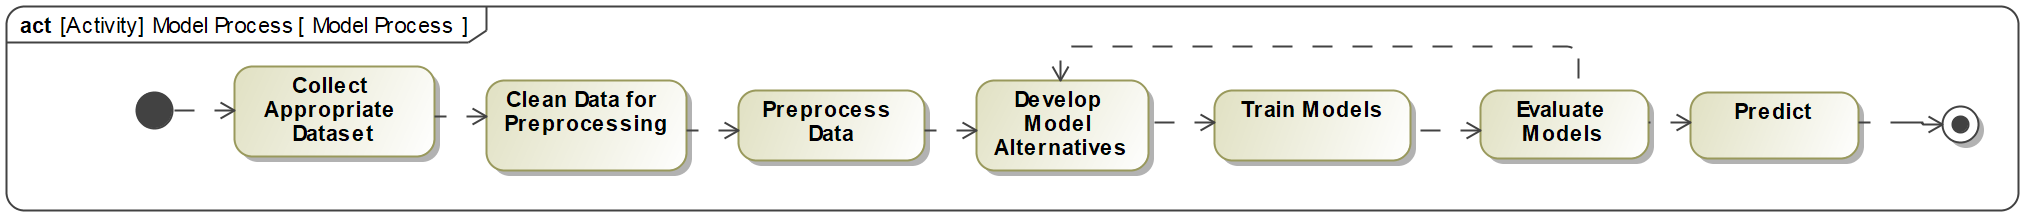 act [Activity] Model Process [ Model Process ]
Collect
Appropriate
Dataset
Clean Data for
Preprocessing
Preprocess
Data
Develop
Model
Alternatives
Train Models
Evaluate
Models
Predict